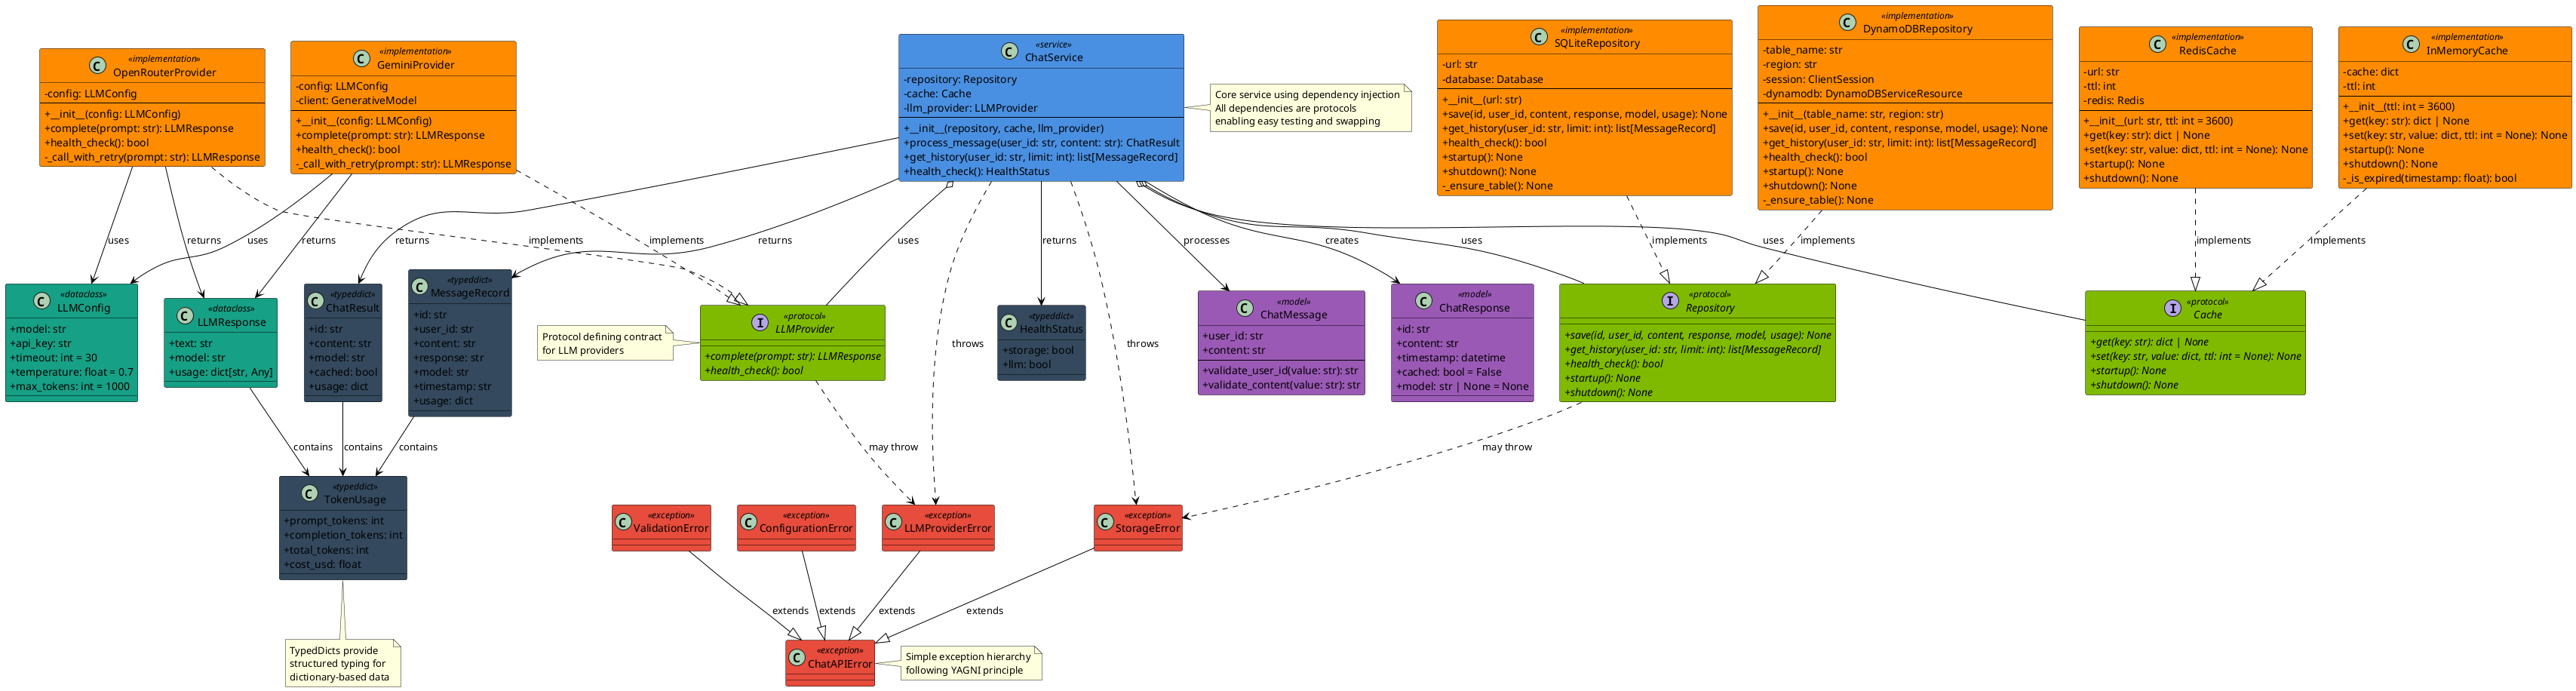 «implementation»
OpenRouterProvider
-config: LLMConfig
+__init__(config: LLMConfig)
+complete(prompt: str): LLMResponse
+health_check(): bool
-_call_with_retry(prompt: str): LLMResponse
«implementation»
GeminiProvider
-config: LLMConfig
-client: GenerativeModel
+__init__(config: LLMConfig)
+complete(prompt: str): LLMResponse
+health_check(): bool
-_call_with_retry(prompt: str): LLMResponse
«service»
ChatService
-repository: Repository
-cache: Cache
-llm_provider: LLMProvider
+__init__(repository, cache, llm_provider)
+process_message(user_id: str, content: str): ChatResult
+get_history(user_id: str, limit: int): list[MessageRecord]
+health_check(): HealthStatus
Core service using dependency injection
All dependencies are protocols
enabling easy testing and swapping
«implementation»
SQLiteRepository
-url: str
-database: Database
+__init__(url: str)
+save(id, user_id, content, response, model, usage): None
+get_history(user_id: str, limit: int): list[MessageRecord]
+health_check(): bool
+startup(): None
+shutdown(): None
-_ensure_table(): None
«implementation»
DynamoDBRepository
-table_name: str
-region: str
-session: ClientSession
-dynamodb: DynamoDBServiceResource
+__init__(table_name: str, region: str)
+save(id, user_id, content, response, model, usage): None
+get_history(user_id: str, limit: int): list[MessageRecord]
+health_check(): bool
+startup(): None
+shutdown(): None
-_ensure_table(): None
«implementation»
RedisCache
-url: str
-ttl: int
-redis: Redis
+__init__(url: str, ttl: int = 3600)
+get(key: str): dict | None
+set(key: str, value: dict, ttl: int = None): None
+startup(): None
+shutdown(): None
«implementation»
InMemoryCache
-cache: dict
-ttl: int
+__init__(ttl: int = 3600)
+get(key: str): dict | None
+set(key: str, value: dict, ttl: int = None): None
+startup(): None
+shutdown(): None
-_is_expired(timestamp: float): bool
uses
returns
uses
returns
returns
implements
implements
returns
uses
throws
returns
throws
processes
creates
uses
implements
implements
uses
implements
implements
«dataclass»
LLMConfig
+model: str
+api_key: str
+timeout: int = 30
+temperature: float = 0.7
+max_tokens: int = 1000
«dataclass»
LLMResponse
+text: str
+model: str
+usage: dict[str, Any]
«typeddict»
ChatResult
+id: str
+content: str
+model: str
+cached: bool
+usage: dict
«typeddict»
MessageRecord
+id: str
+user_id: str
+content: str
+response: str
+model: str
+timestamp: str
+usage: dict
Protocol defining contract
for LLM providers
«protocol»
LLMProvider
+complete(prompt: str): LLMResponse
+health_check(): bool
«typeddict»
HealthStatus
+storage: bool
+llm: bool
«model»
ChatMessage
+user_id: str
+content: str
+validate_user_id(value: str): str
+validate_content(value: str): str
«model»
ChatResponse
+id: str
+content: str
+timestamp: datetime
+cached: bool = False
+model: str | None = None
«protocol»
Repository
+save(id, user_id, content, response, model, usage): None
+get_history(user_id: str, limit: int): list[MessageRecord]
+health_check(): bool
+startup(): None
+shutdown(): None
«protocol»
Cache
+get(key: str): dict | None
+set(key: str, value: dict, ttl: int = None): None
+startup(): None
+shutdown(): None
contains
contains
contains
may throw
may throw
«typeddict»
TokenUsage
+prompt_tokens: int
+completion_tokens: int
+total_tokens: int
+cost_usd: float
«exception»
ValidationError
«exception»
ConfigurationError
«exception»
LLMProviderError
«exception»
StorageError
extends
extends
extends
extends
TypedDicts provide
structured typing for
dictionary-based data
«exception»
ChatAPIError
Simple exception hierarchy
following YAGNI principle